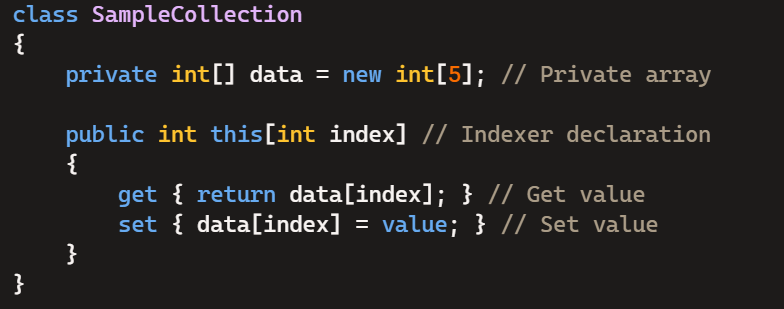 class SampleCollection
{
    private int[] data = new int[5]; // Private array

    public int this[int index] // Indexer declaration
    {
        get { return data[index]; } // Get value
        set { data[index] = value; } // Set value
    }
}